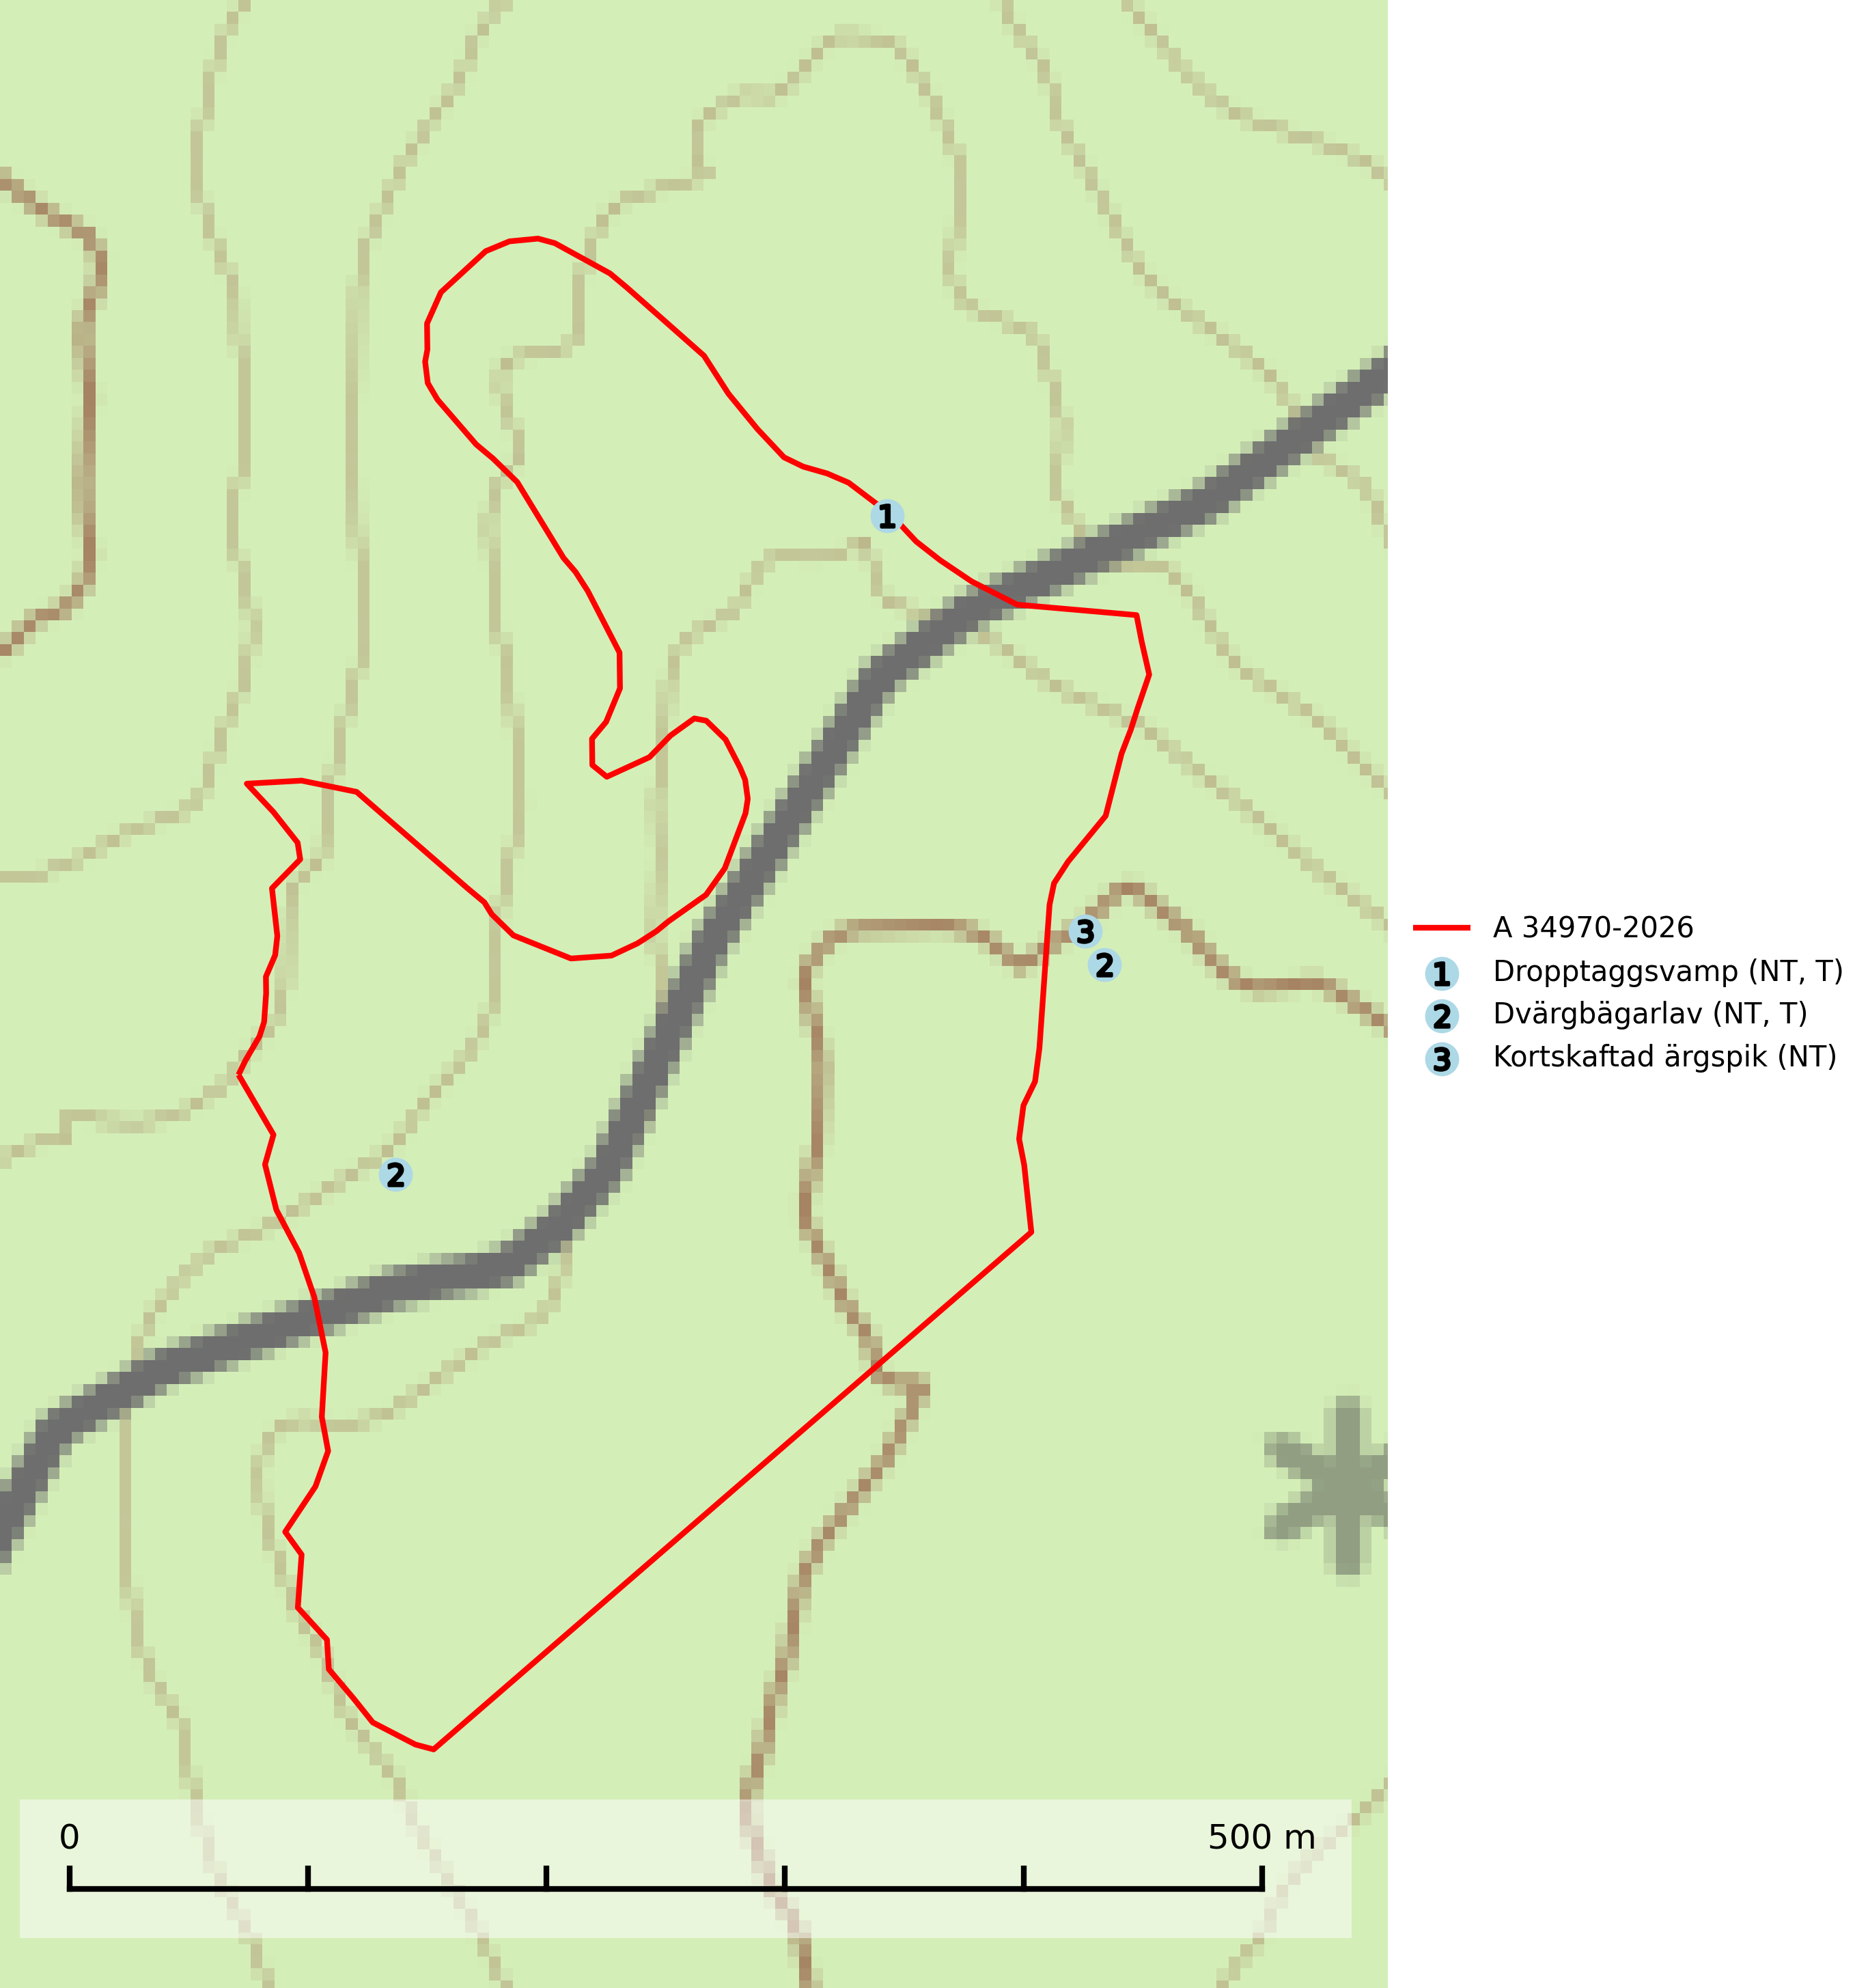 1
3
2
2
A 34970-2026
1 Dropptaggsvamp (NT, T)
2 Dvärgbägarlav (NT, T)
3 Kortskaftad ärgspik (NT)
0 500 m